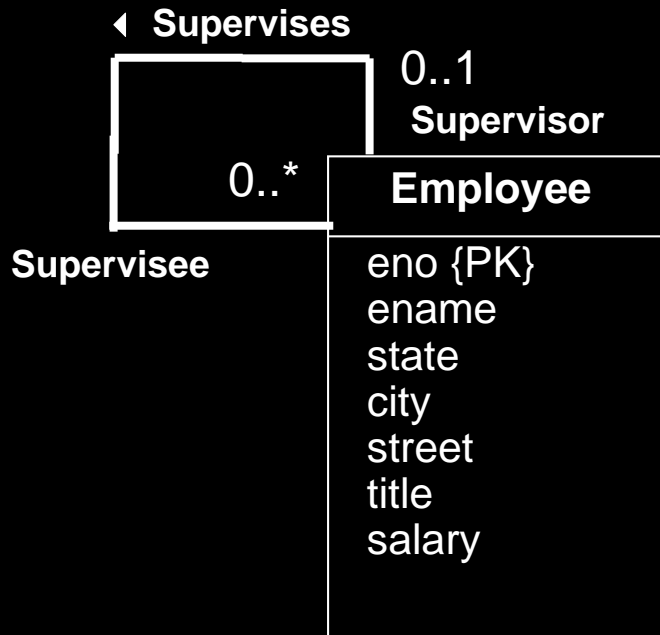 Supervises
0..1
Supervisor
0..*
Employee
Supervisee
eno {PK}
ename
state
city
street
title
salary